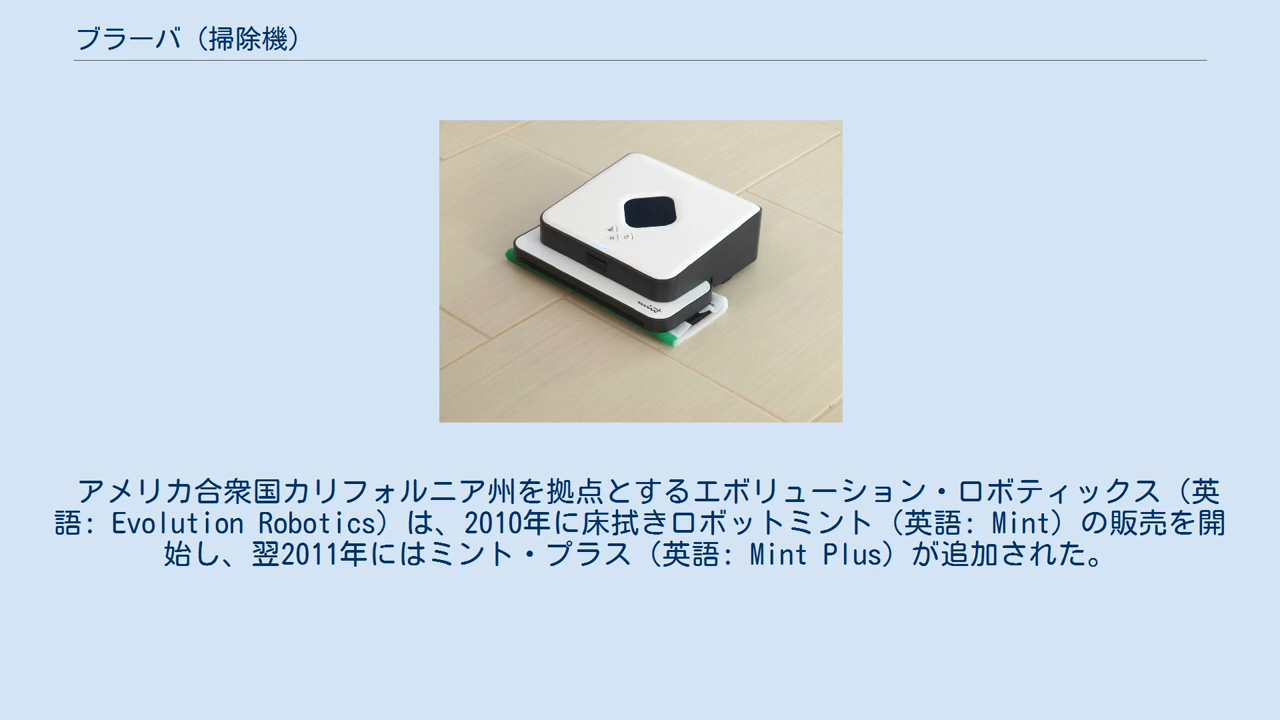 ブラーバ（掃除機）
アメリカ合衆国カリフォルニア州を拠点とするエボリューション・ロボティックス（英
語: Evolution Robotics）は、2010年に床拭きロボットミント（英語: Mint）の販売を開
始し、翌2011年にはミント・プラス（英語: Mint Plus）が追加された。